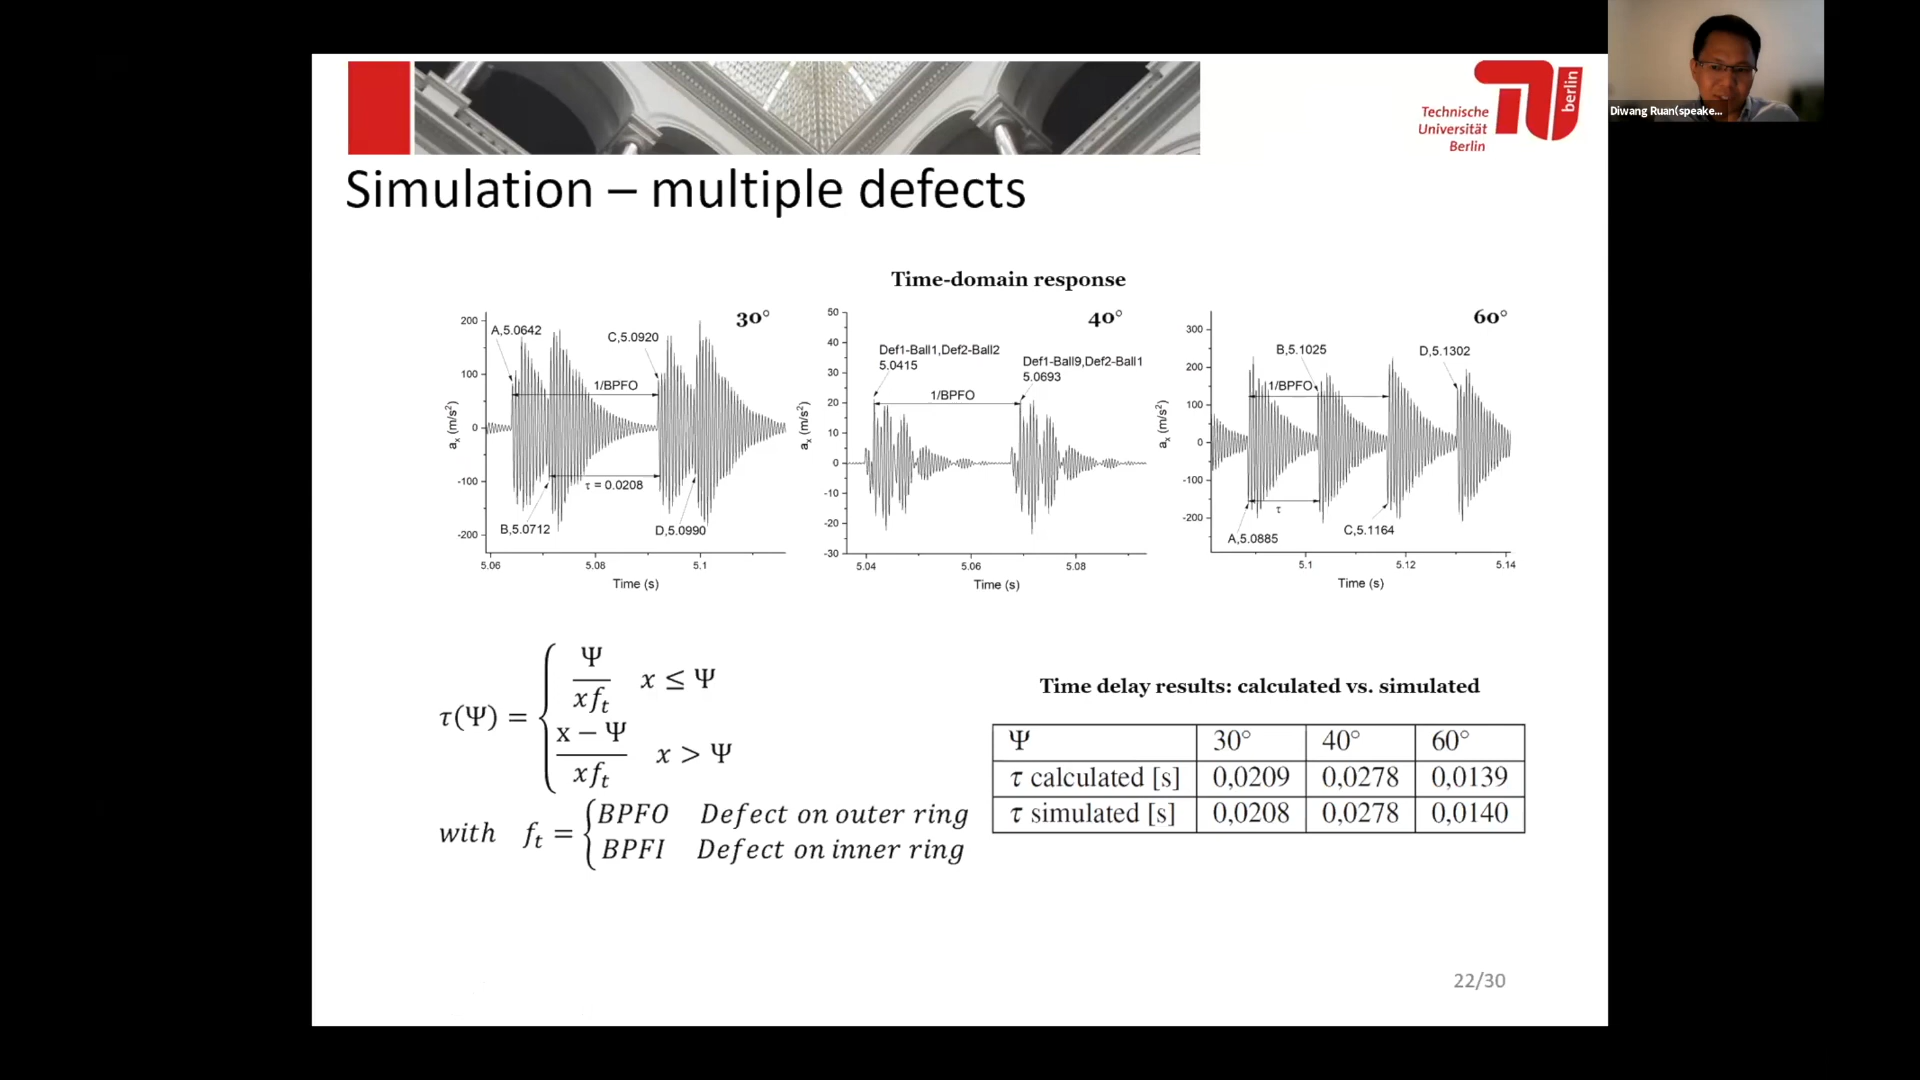 Technische
Universität
Berlin
berlin
Diwang Ruan(speake...
Simulation – multiple defects
Time-domain response
30°
A,5.0642
C,5.0920
1/BPFO
τ = 0.0208
B,5.0712
D,5.0990
200
100
0
-100
-200
aₓ (m/s²)
5.06 5.08 5.1
Time (s)
40°
Def1-Ball1,Def2-Ball2
5.0415
Def1-Ball9,Def2-Ball1
5.0693
1/BPFO
50
40
30
20
10
0
-10
-20
-30
aₓ (m/s²)
5.04 5.06 5.08
Time (s)
60°
B,5.1025
D,5.1302
1/BPFO
τ
C,5.1164
A,5.0885
300
200
100
0
-100
-200
aₓ (m/s²)
5.1 5.12 5.14
Time (s)
τ(Ψ) = { Ψ / xfₜ x ≤ Ψ
x − Ψ / xfₜ x > Ψ
with fₜ = { BPFO Defect on outer ring
BPFI Defect on inner ring
Time delay results: calculated vs. simulated
Ψ 30° 40° 60°
τ calculated [s] 0,0209 0,0278 0,0139
τ simulated [s] 0,0208 0,0278 0,0140
22/30